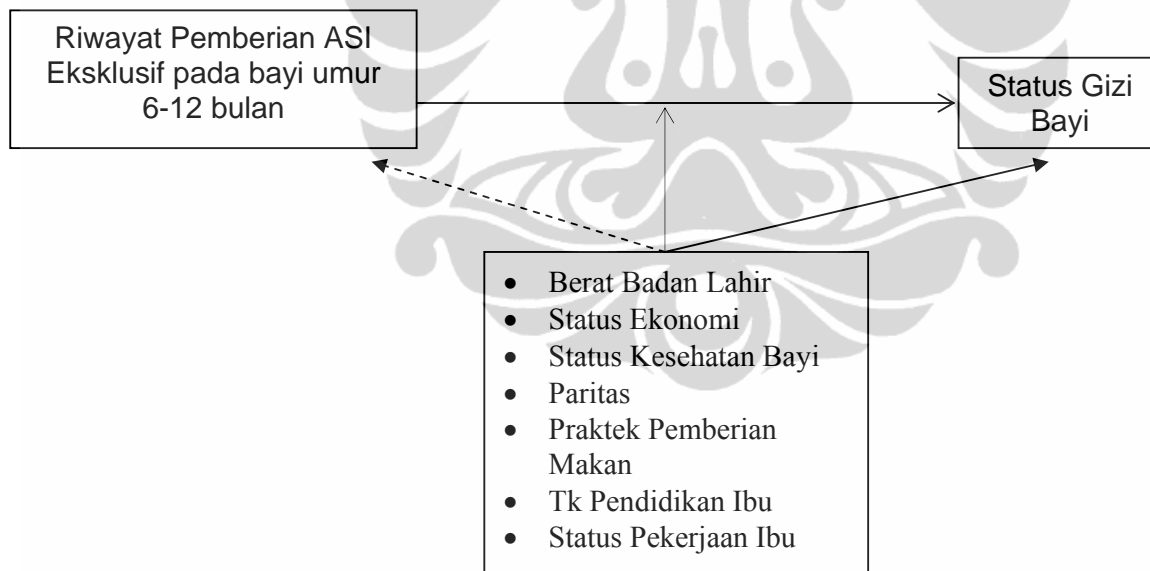 Riwayat Pemberian ASI
Eksklusif pada bayi umur
6-12 bulan
Status Gizi
Bayi
• Berat Badan Lahir
• Status Ekonomi
• Status Kesehatan Bayi
• Paritas
• Praktek Pemberian
Makan
• Tk Pendidikan Ibu
• Status Pekerjaan Ibu